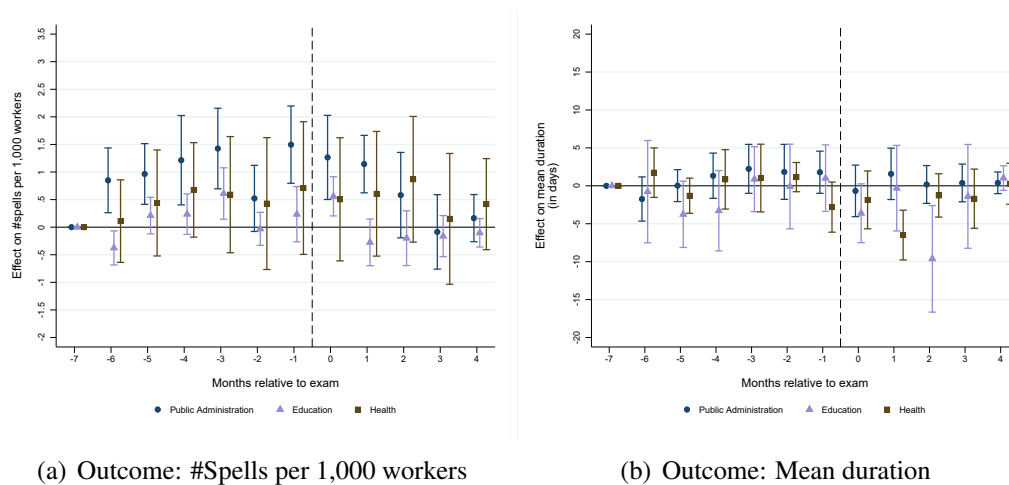 Effect on #spells per 1,000 workers
3.5
3
2.5
2
1.5
1
.5
0
-.5
-1
-1.5
-2
-7 -6 -5 -4 -3 -2 -1 0 1 2 3 4
Months relative to exam
Public Administration Education Health
(a) Outcome: #Spells per 1,000 workers
Effect on mean duration
(in days)
20
15
10
5
0
-5
-10
-15
-20
-7 -6 -5 -4 -3 -2 -1 0 1 2 3 4
Months relative to exam
Public Administration Education Health
(b) Outcome: Mean duration